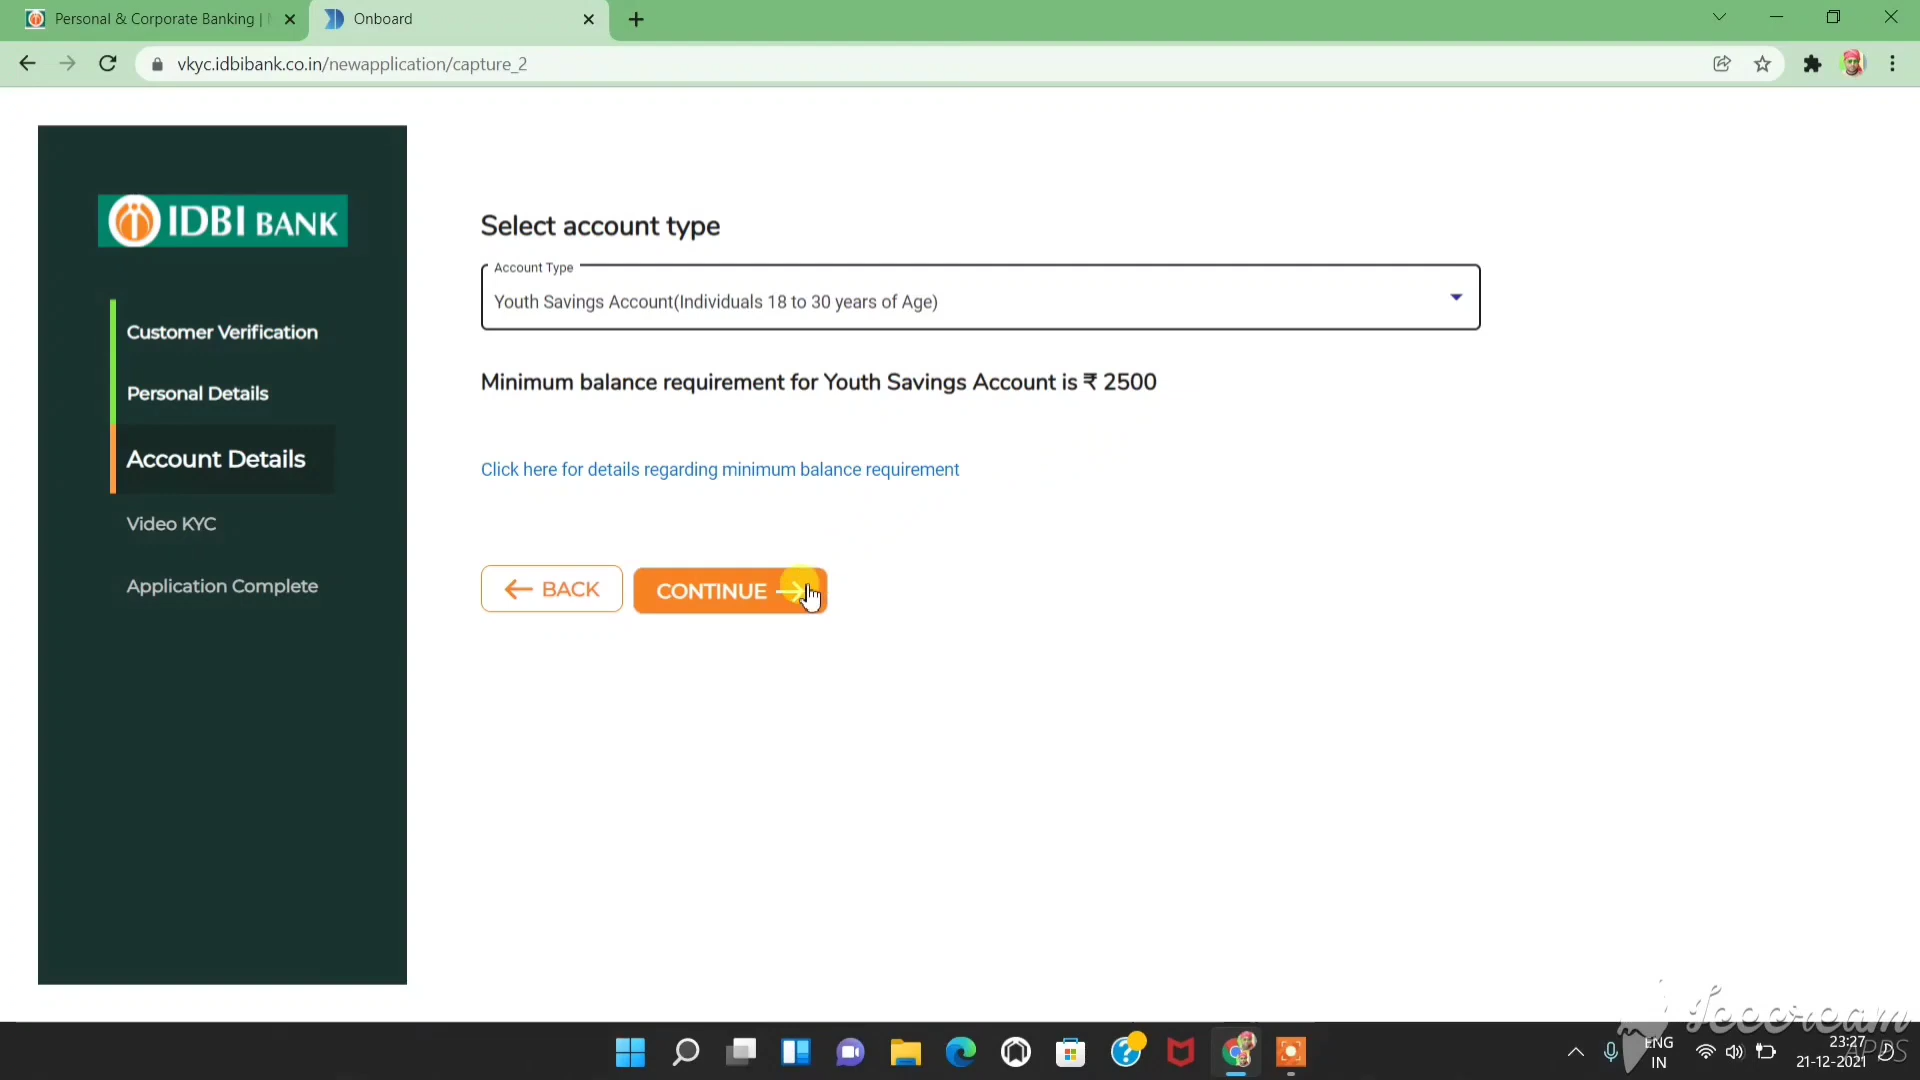 Personal & Corporate Banking |
Onboard
vkyc.idbibank.co.in/newapplication/capture_2
IDBI BANK
Customer Verification
Personal Details
Account Details
Video KYC
Application Complete
Select account type
Account Type
Youth Savings Account(Individuals 18 to 30 years of Age)
Minimum balance requirement for Youth Savings Account is ₹ 2500
Click here for details regarding minimum balance requirement
BACK
CONTINUE
Icecream
APPS
ENG
IN
23:27
21-12-2021